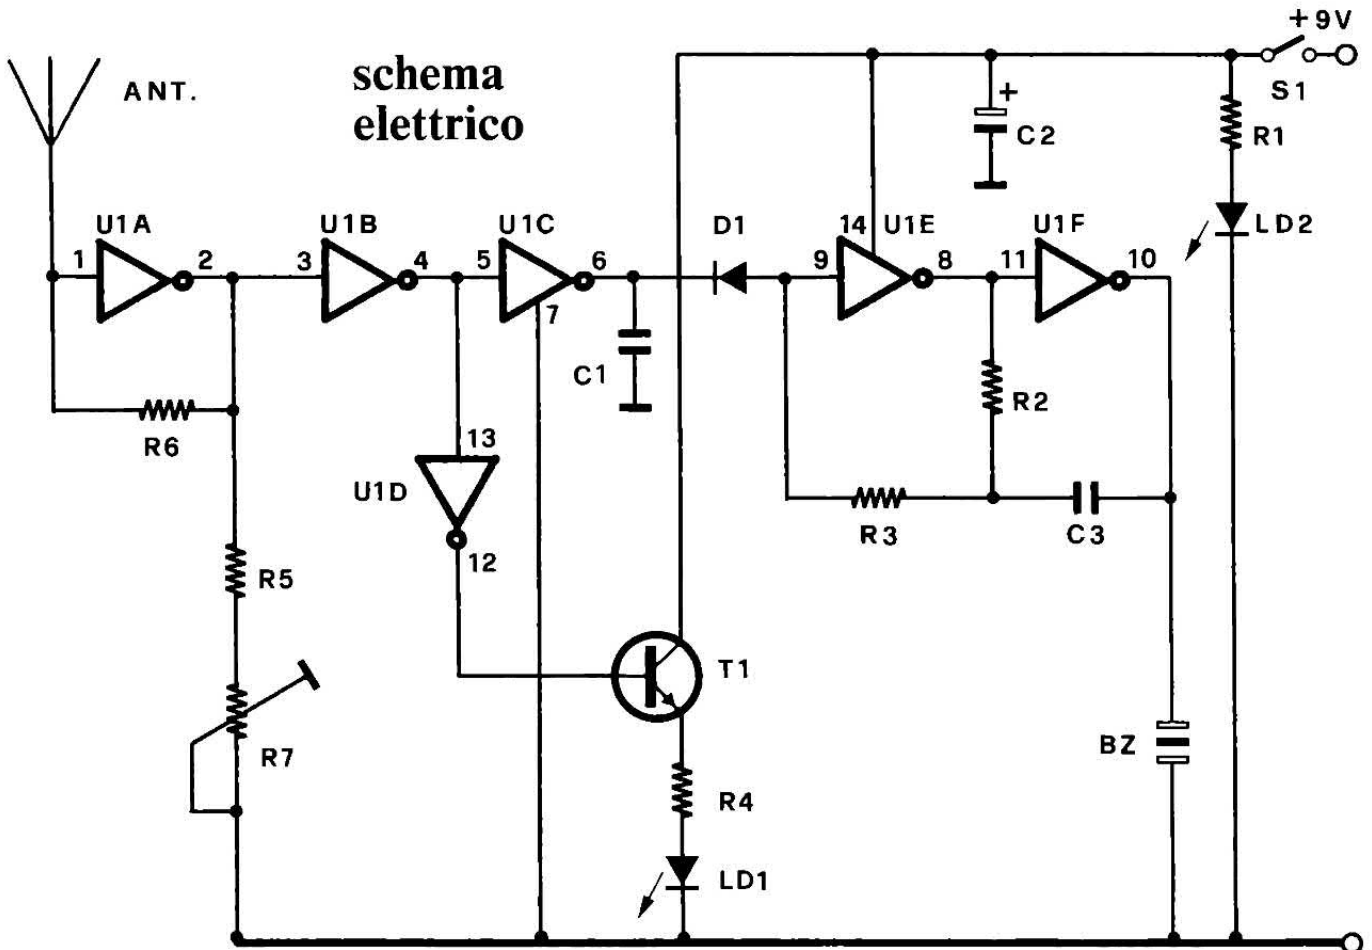 +9V
schema
elettrico
ANT.
S1
+
C2
R1
U1A
U1B
U1C
D1
14
U1E
U1F
LD2
1
2
3
4
5
6
9
8
11
10
7
C1
R2
R6
13
U1D
R3
C3
12
R5
T1
R7
BZ
R4
LD1